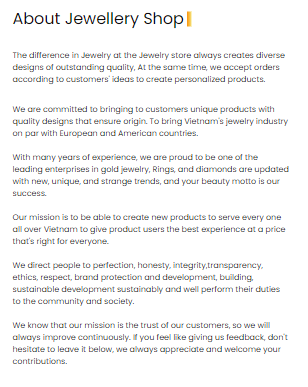 About Jewellery Shop
The difference in Jewelry at the Jewelry store always creates diverse
designs of outstanding quality, At the same time, we accept orders
according to customers' ideas to create personalized products.
We are committed to bringing to customers unique products with
quality designs that ensure origin. To bring Vietnam's jewelry industry
on par with European and American countries.
With many years of experience, we are proud to be one of the
leading enterprises in gold jewelry, Rings, and diamonds are updated
with new, unique, and strange trends, and your beauty motto is our
success.
Our mission is to be able to create new products to serve every one
all over Vietnam to give product users the best experience at a price
that's right for everyone.
We direct people to perfection, honesty, integrity,transparency,
ethics, respect, brand protection and development, building,
sustainable development sustainably and well perform their duties
to the community and society.
We know that our mission is the trust of our customers, so we will
always improve continuously. If you feel like giving us feedback, don't
hesitate to leave it below, we always appreciate and welcome your
contributions.